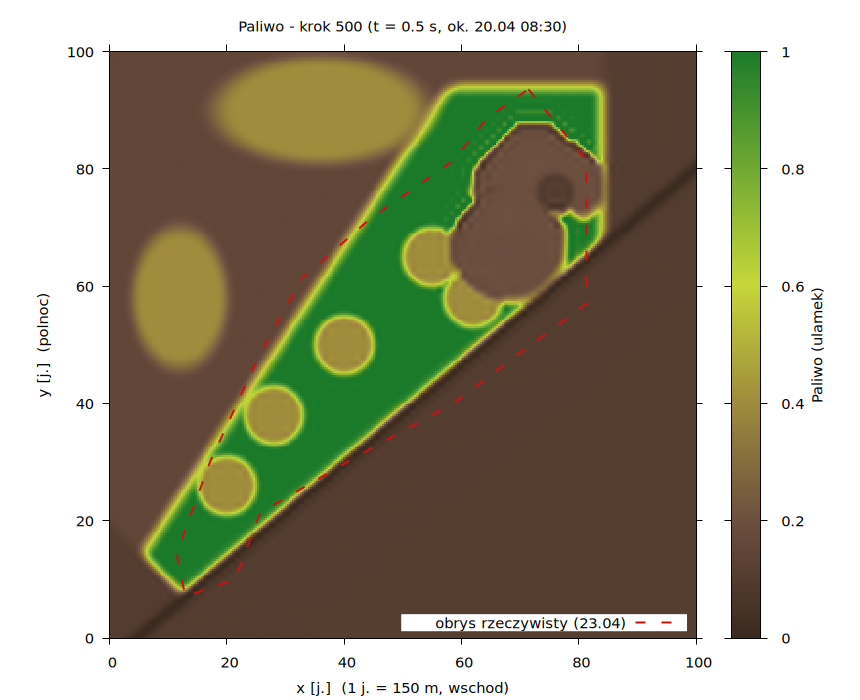 Paliwo - krok 500 (t = 0.5 s, ok. 20.04 08:30)
100
80
60
40
20
0
y [j.]  (polnoc)
0 20 40 60 80 100
x [j.]  (1 j. = 150 m, wschod)
obrys rzeczywisty (23.04)
1
0.8
0.6
0.4
0.2
0
Paliwo (ulamek)